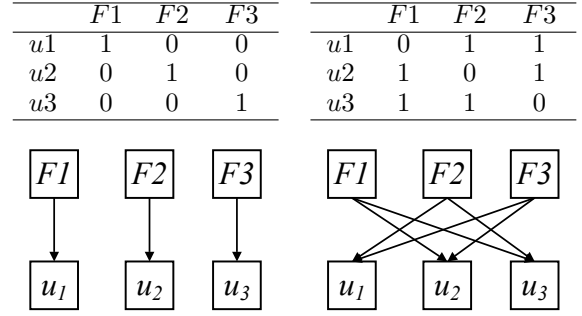 F1 F2 F3
u1 1 0 0
u2 0 1 0
u3 0 0 1
F1 F2 F3
u1 0 1 1
u2 1 0 1
u3 1 1 0
F1 F2 F3
u1 u2 u3
F1 F2 F3
u1 u2 u3